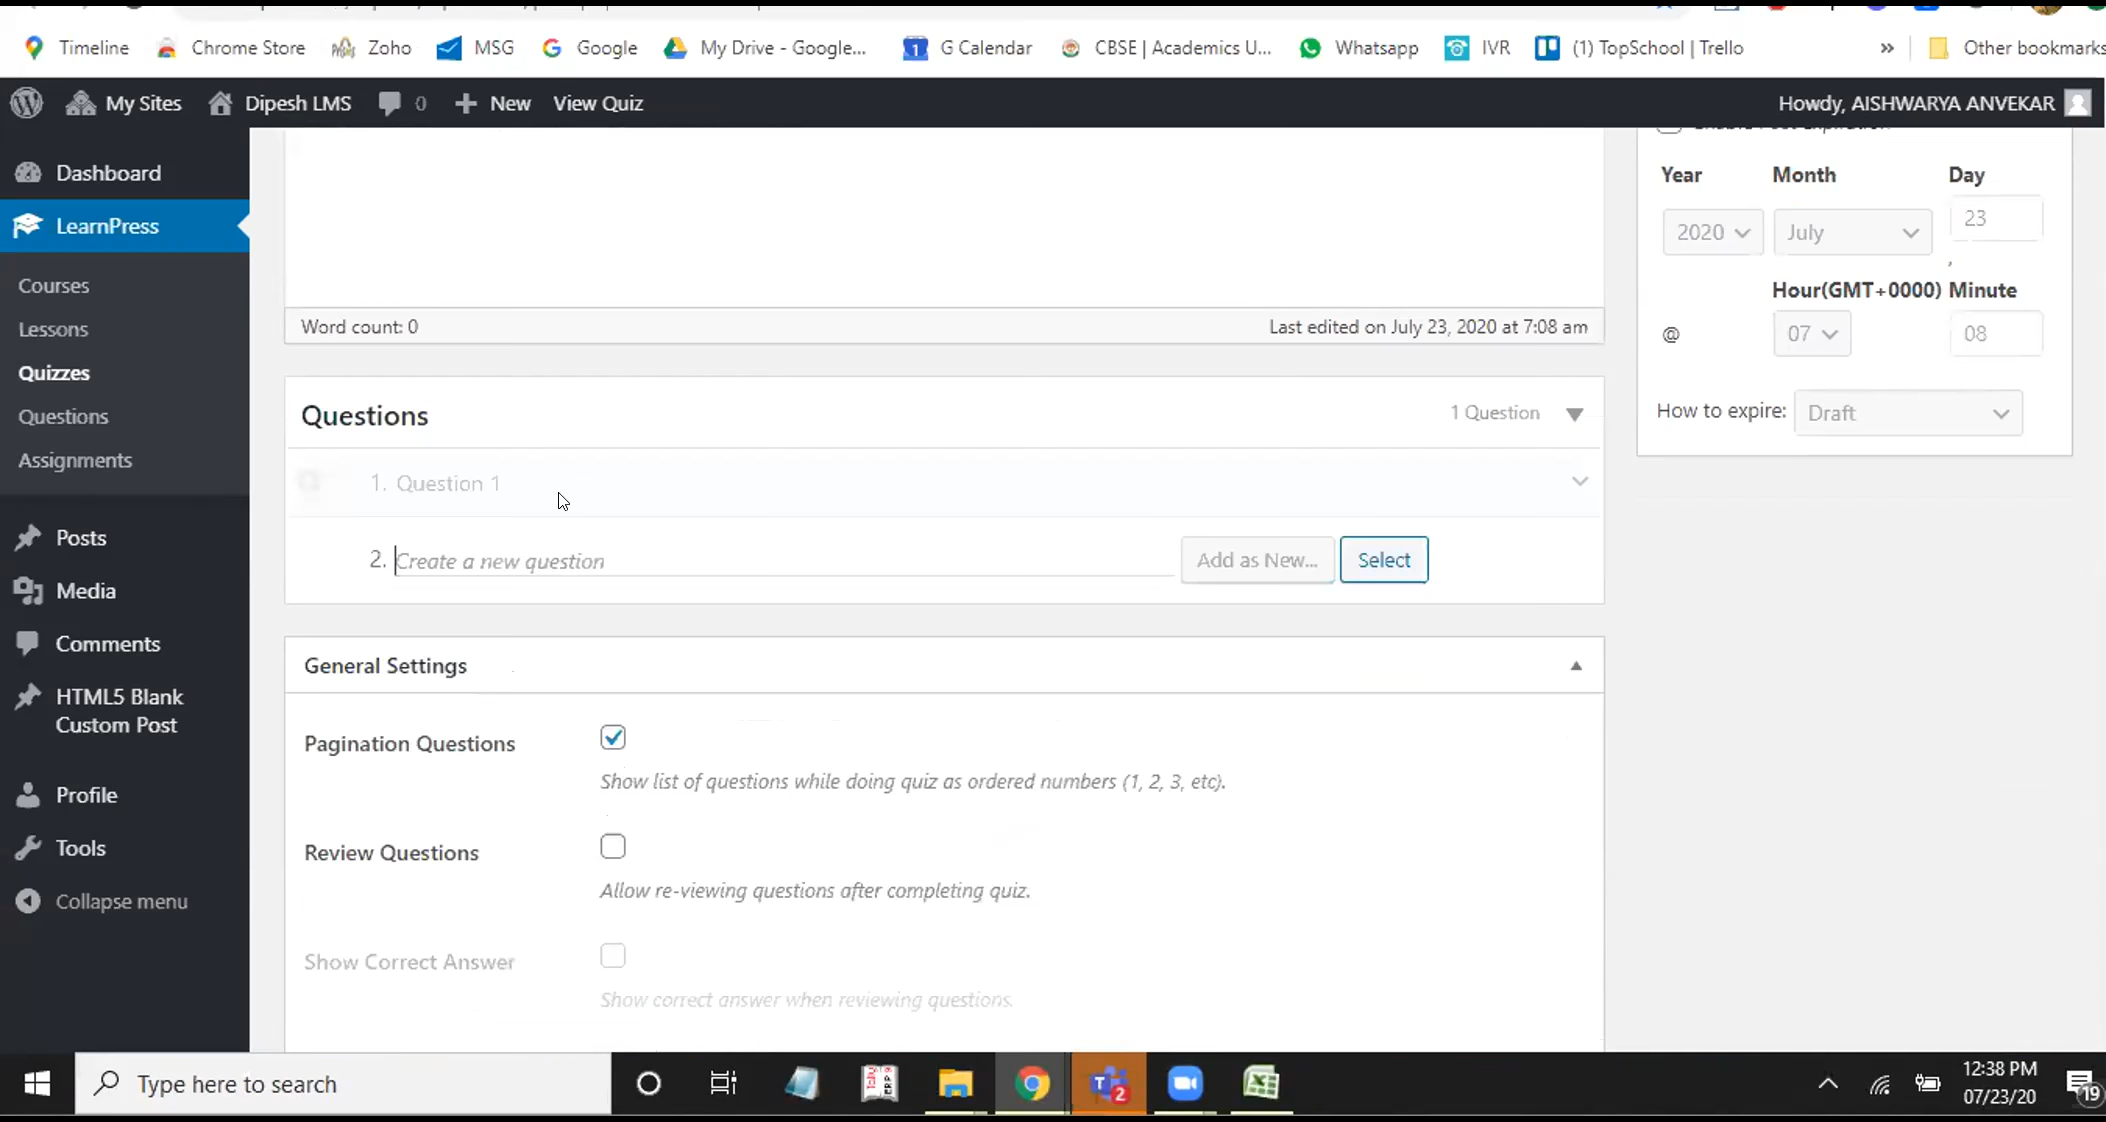 Timeline Chrome Store Zoho MSG Google My Drive - Google... G Calendar CBSE | Academics U... Whatsapp IVR (1) TopSchool | Trello » Other bookmarks
My Sites Dipesh LMS 0 New View Quiz Howdy, AISHWARYA ANVEKAR
Dashboard
LearnPress
Courses
Lessons
Quizzes
Questions
Assignments
Posts
Media
Comments
HTML5 Blank
Custom Post
Profile
Tools
Collapse menu
Word count: 0 Last edited on July 23, 2020 at 7:08 am
Questions 1 Question
1. Question 1
2. Create a new question Add as New... Select
General Settings
Pagination Questions
Show list of questions while doing quiz as ordered numbers (1, 2, 3, etc).
Review Questions
Allow re-viewing questions after completing quiz.
Show Correct Answer
Show correct answer when reviewing questions.
Year Month Day
2020 July 23
,
Hour(GMT+0000) Minute
@ 07 08
How to expire: Draft
Type here to search
2
12:38 PM
07/23/20
19